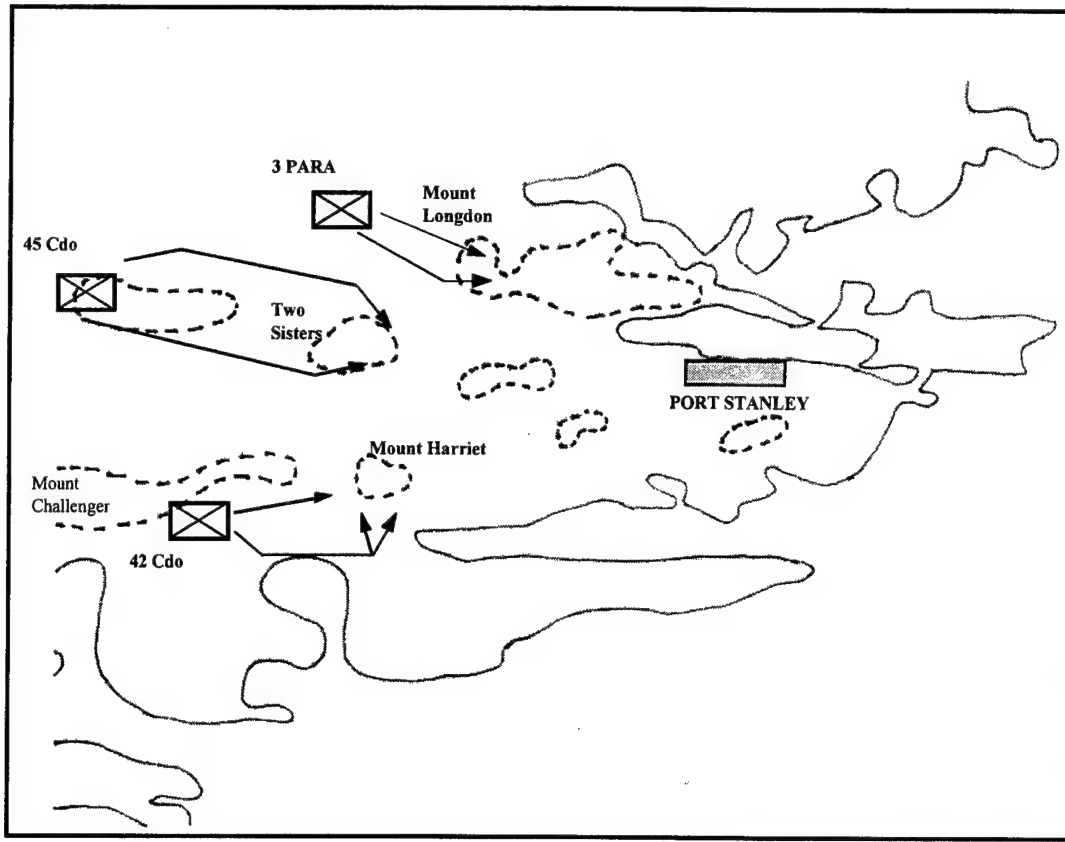 3 PARA
Mount
Longdon
45 Cdo
Two
Sisters
PORT STANLEY
Mount Harriet
Mount
Challenger
42 Cdo